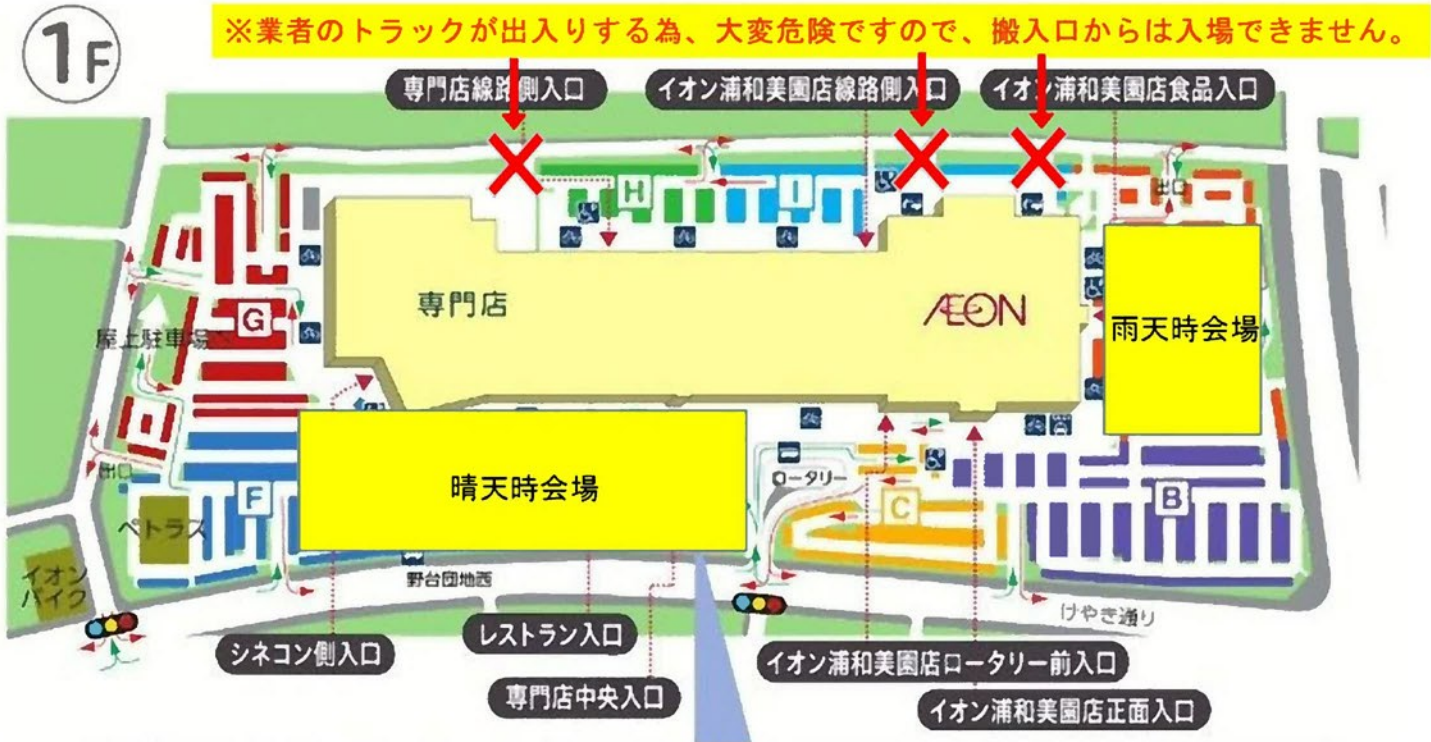 1F
※業者のトラックが出入りする為、大変危険ですので、搬入口からは入場できません。
専門店線路側入口
イオン浦和美園店線路側入口
イオン浦和美園店食品入口
H
I
出口
専門店
ÆON
G
屋上駐車場へ
雨天時会場
晴天時会場
出口
F
ペトラス
ロータリー
C
B
イオン
バイク
野台団地西
けやき通り
シネコン側入口
レストラン入口
専門店中央入口
イオン浦和美園店ロータリー前入口
イオン浦和美園店正面入口